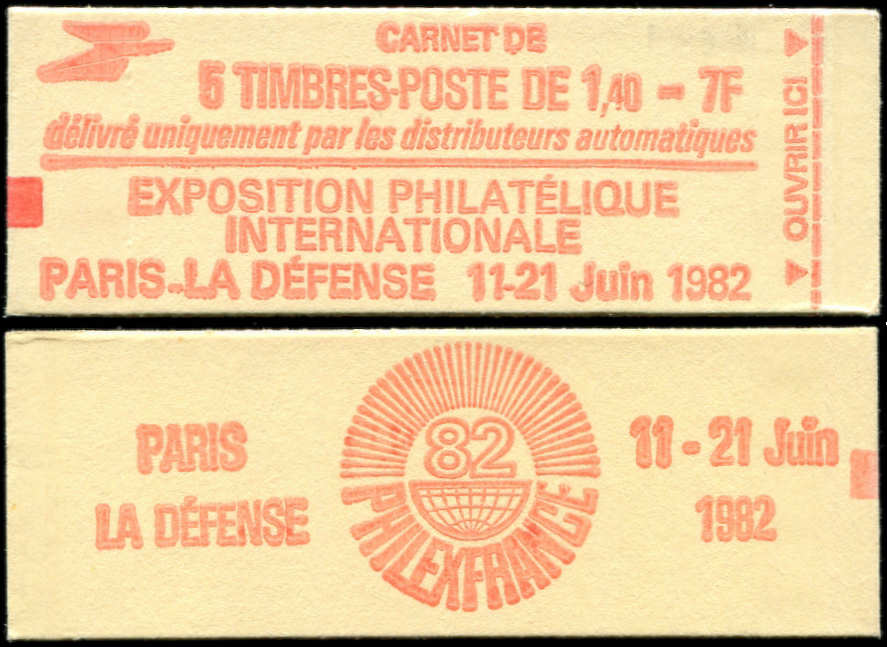 CARNET DE
5 TIMBRES-POSTE DE 1,40 = 7F
délivré uniquement par les distributeurs automatiques
EXPOSITION PHILATÉLIQUE
INTERNATIONALE
PARIS-LA DÉFENSE 11-21 Juin 1982
OUVRIR ICI
PARIS
LA DÉFENSE
82
PHILEXFRANCE
11-21 Juin
1982